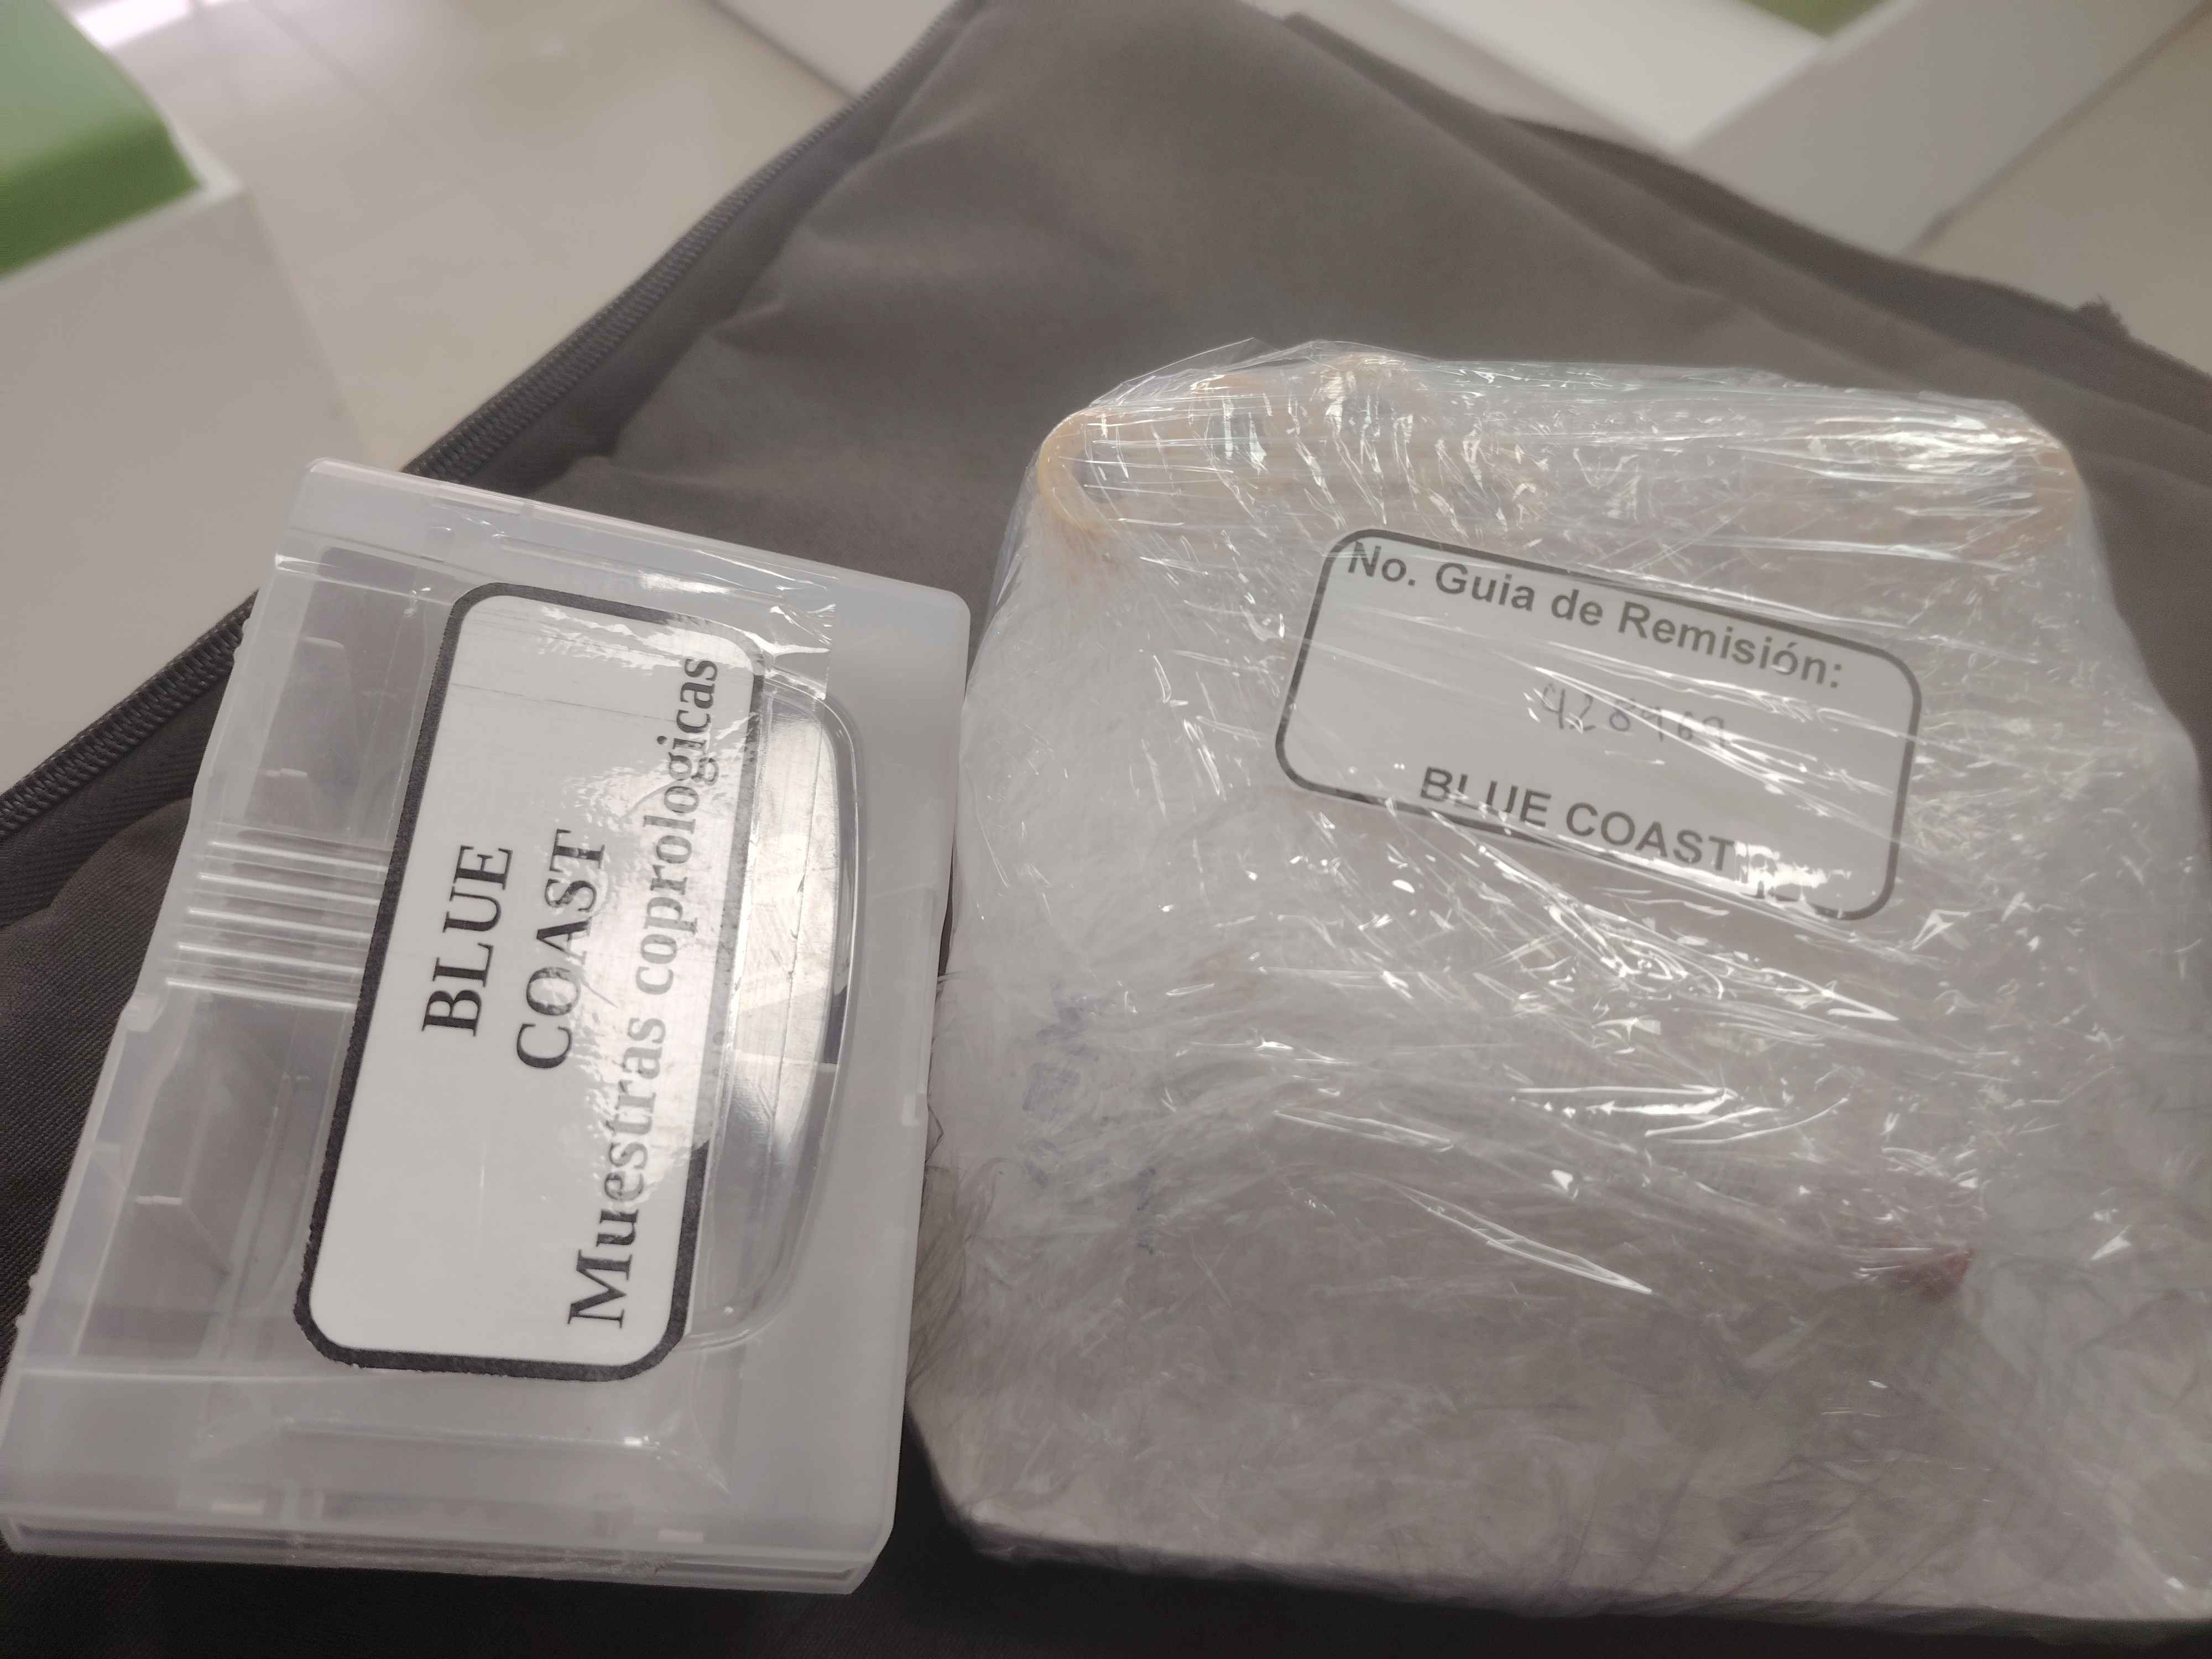 BLUE
COAST
Muestras coprologicas
No. Guia de Remisión:
BLUE COAST